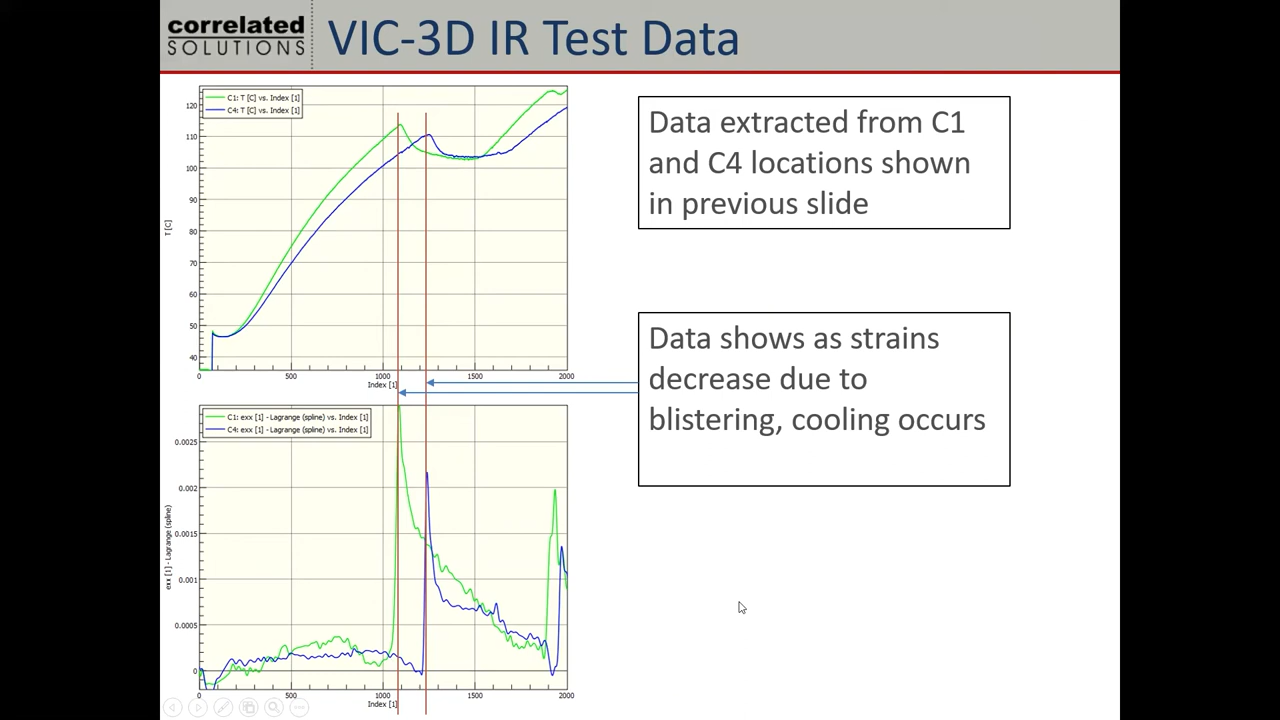 correlated
SOLUTIONS
VIC-3D IR Test Data
C1: T [C] vs. Index [1]
C4: T [C] vs. Index [1]
120
110
100
90
80
70
60
50
40
T [C]
0 500 1000 1500 2000
Index [1]
Data extracted from C1
and C4 locations shown
in previous slide
Data shows as strains
decrease due to
blistering, cooling occurs
C1: exx [1] - Lagrange (spline) vs. Index [1]
C4: exx [1] - Lagrange (spline) vs. Index [1]
0.0025
0.002
0.0015
0.001
0.0005
0
exx [1] - Lagrange (spline)
0 500 1000 1500 2000
Index [1]